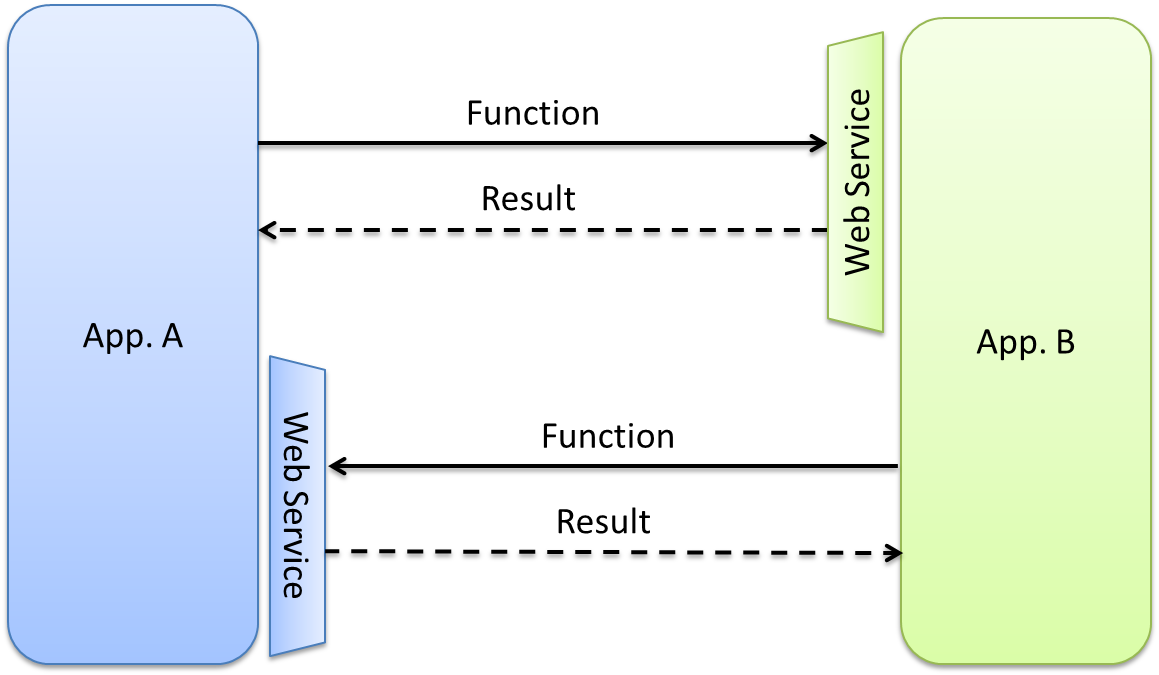 Function
Result
Web Service
App. A
App. B
Web Service
Function
Result